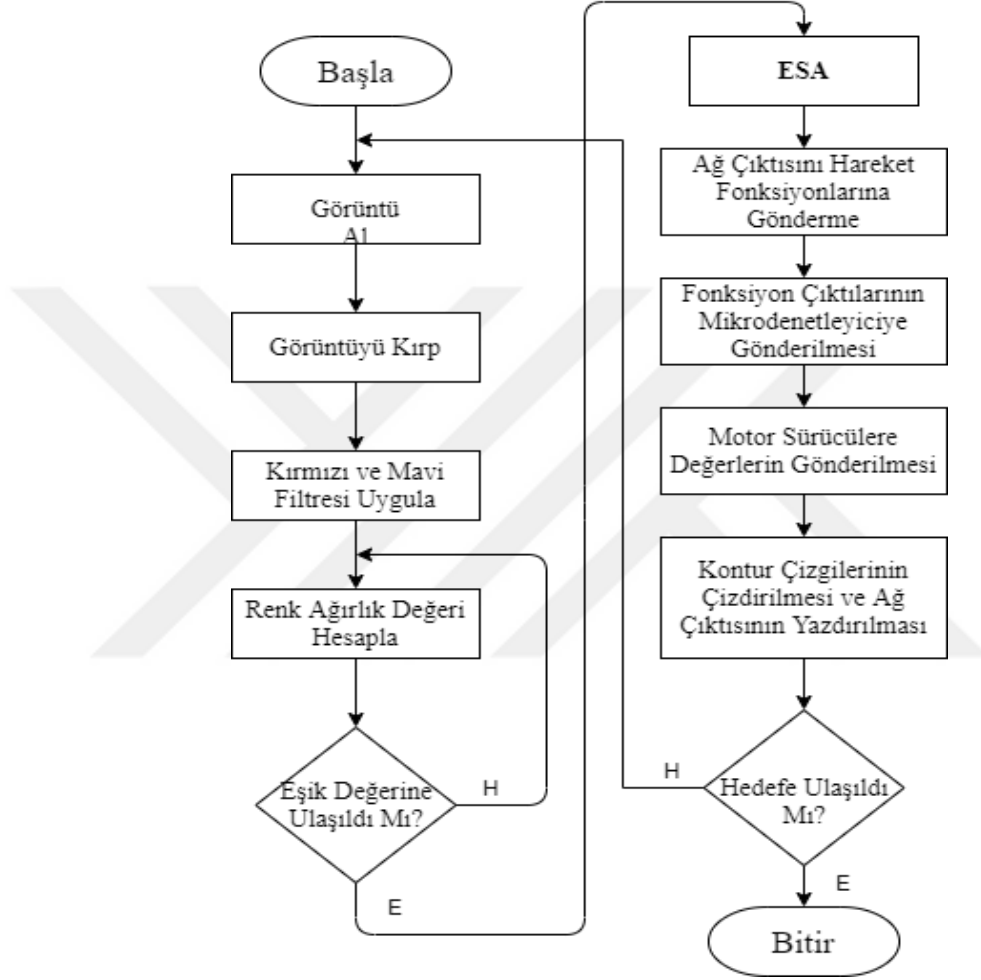 Başla
Görüntü
Al
Görüntüyü Kırp
Kırmızı ve Mavi
Filtresi Uygula
Renk Ağırlık Değeri
Hesapla
Eşik Değerine
Ulaşıldı Mı?
H
E
ESA
Ağ Çıktısını Hareket
Fonksiyonlarına
Gönderme
Fonksiyon Çıktılarının
Mikrodenetleyiciye
Gönderilmesi
Motor Sürücülere
Değerlerin Gönderilmesi
Kontur Çizgilerinin
Çizdirilmesi ve Ağ
Çıktısının Yazdırılması
Hedefe Ulaşıldı
Mı?
H
E
Bitir